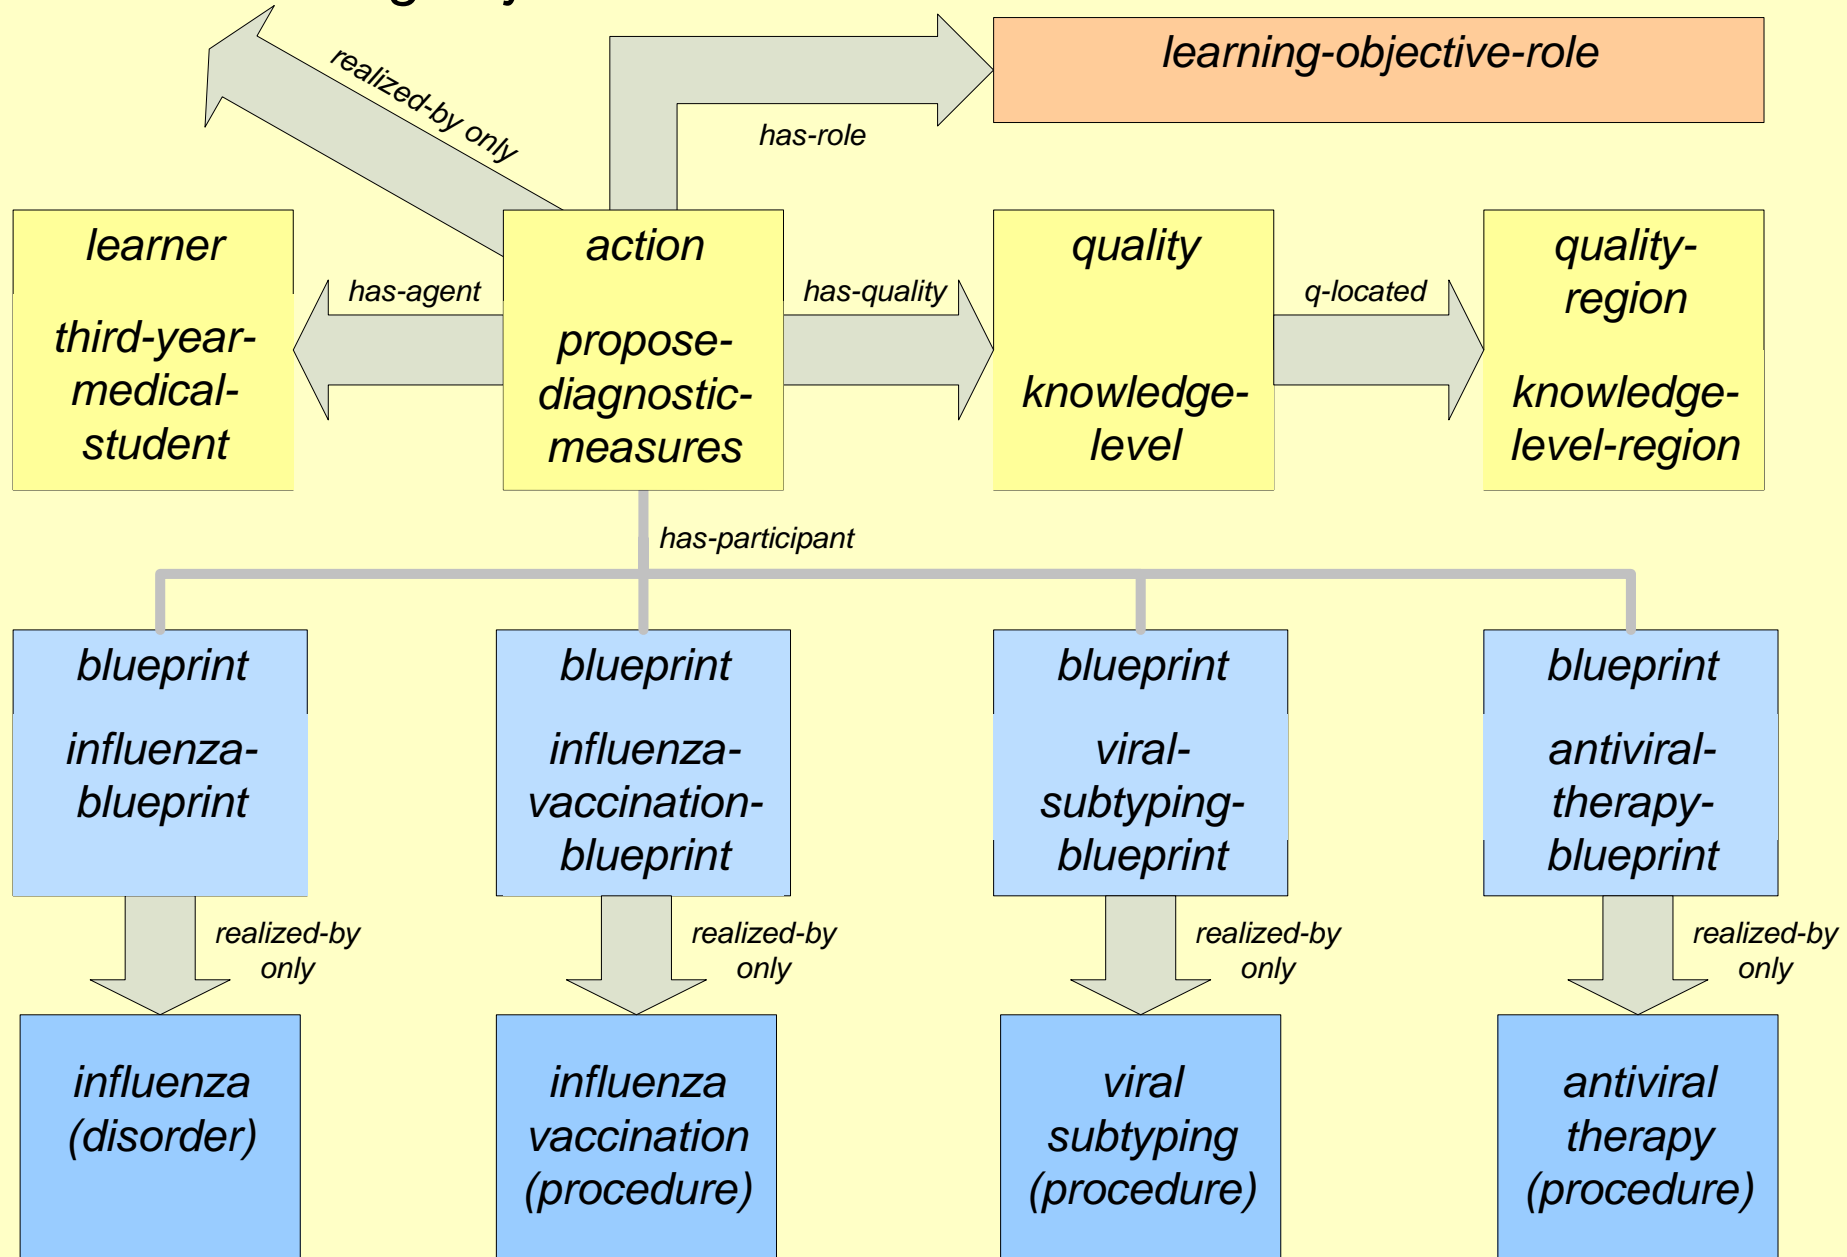 learning-objective-role
realized-by only
has-role
learner
third-year-
medical-
student
has-agent
action
propose-
diagnostic-
measures
has-quality
quality
knowledge-
level
q-located
quality-
region
knowledge-
level-region
has-participant
blueprint
influenza-
blueprint
blueprint
influenza-
vaccination-
blueprint
blueprint
viral-
subtyping-
blueprint
blueprint
antiviral-
therapy-
blueprint
realized-by
only
realized-by
only
realized-by
only
realized-by
only
influenza
(disorder)
influenza
vaccination
(procedure)
viral
subtyping
(procedure)
antiviral
therapy
(procedure)